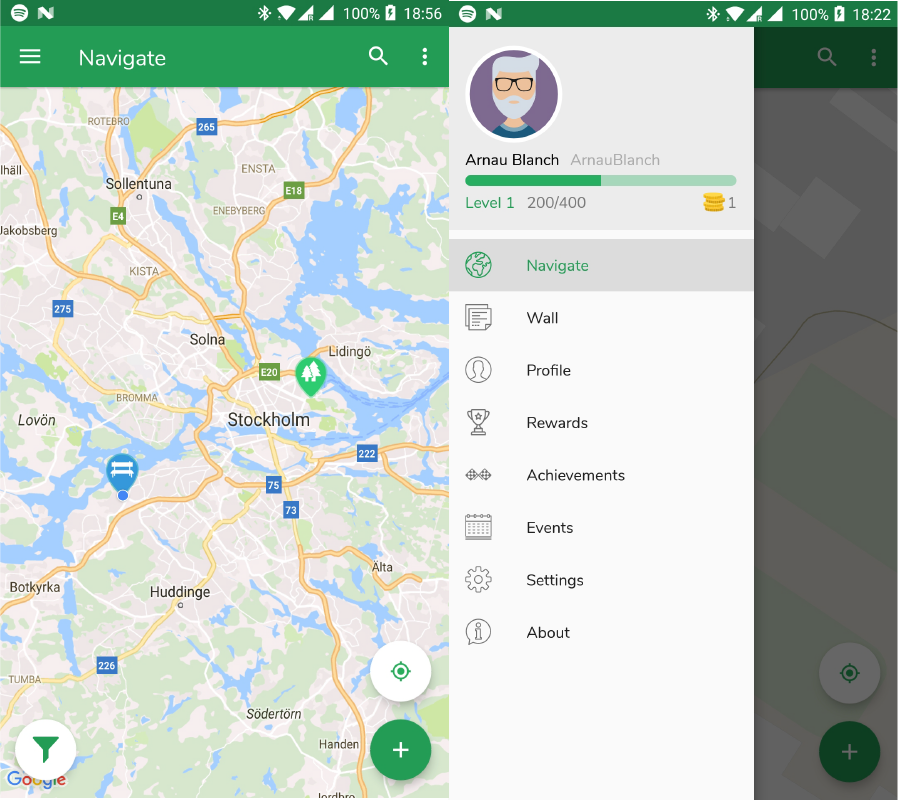 100% 18:56
Navigate
ROTEBRO
265
lhäll
ENSTA
Sollentuna
E18
E4
ENEBYBERG
Jakobsberg
KISTA
275
Solna
Lidingö
E20
BROMMA
Lovön
Stockholm
222
75
73
Älta
Botkyrka
Huddinge
226
TUMBA
Södertörn
Handen
Google
Jordbro
100% 18:22
Arnau Blanch ArnauBlanch
Level 1 200/400 1
Navigate
Wall
Profile
Rewards
Achievements
Events
Settings
About